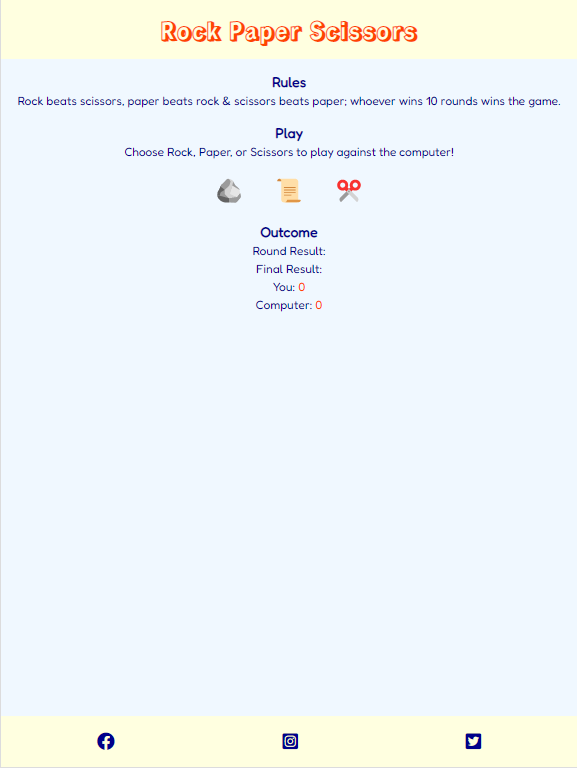 Rock Paper Scissors
Rules
Rock beats scissors, paper beats rock & scissors beats paper; whoever wins 10 rounds wins the game.
Play
Choose Rock, Paper, or Scissors to play against the computer!
Outcome
Round Result:
Final Result:
You: 0
Computer: 0